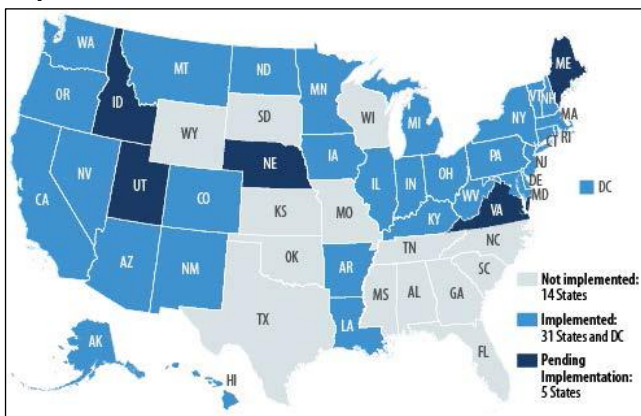 WA
MT
ND
MN
ME
OR
ID
SD
WI
MI
NY
VT
NH
MA
WY
CT
RI
NV
NE
IA
PA
NJ
UT
IL
IN
OH
DE
MD
DC
CA
CO
KS
MO
WV
VA
KY
AZ
NM
OK
AR
TN
NC
SC
MS
AL
GA
TX
LA
FL
AK
HI
Not implemented:
14 States
Implemented:
31 States and DC
Pending
Implementation:
5 States